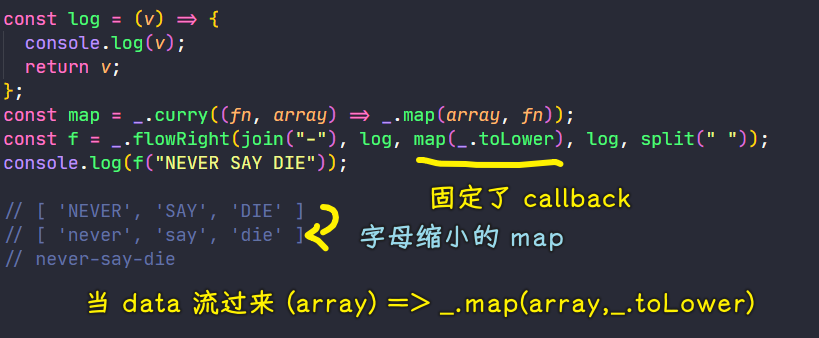 const log = (v) => {
  console.log(v);
  return v;
};
const map = _.curry((fn, array) => _.map(array, fn));
const f = _.flowRight(join("-"), log, map(_.toLower), log, split(" "));
console.log(f("NEVER SAY DIE"));
固定了 callback
// [ 'NEVER', 'SAY', 'DIE' ]
// [ 'never', 'say', 'die' ]
字母缩小的 map
// never-say-die
当 data 流过来 (array) => _.map(array,_.toLower)